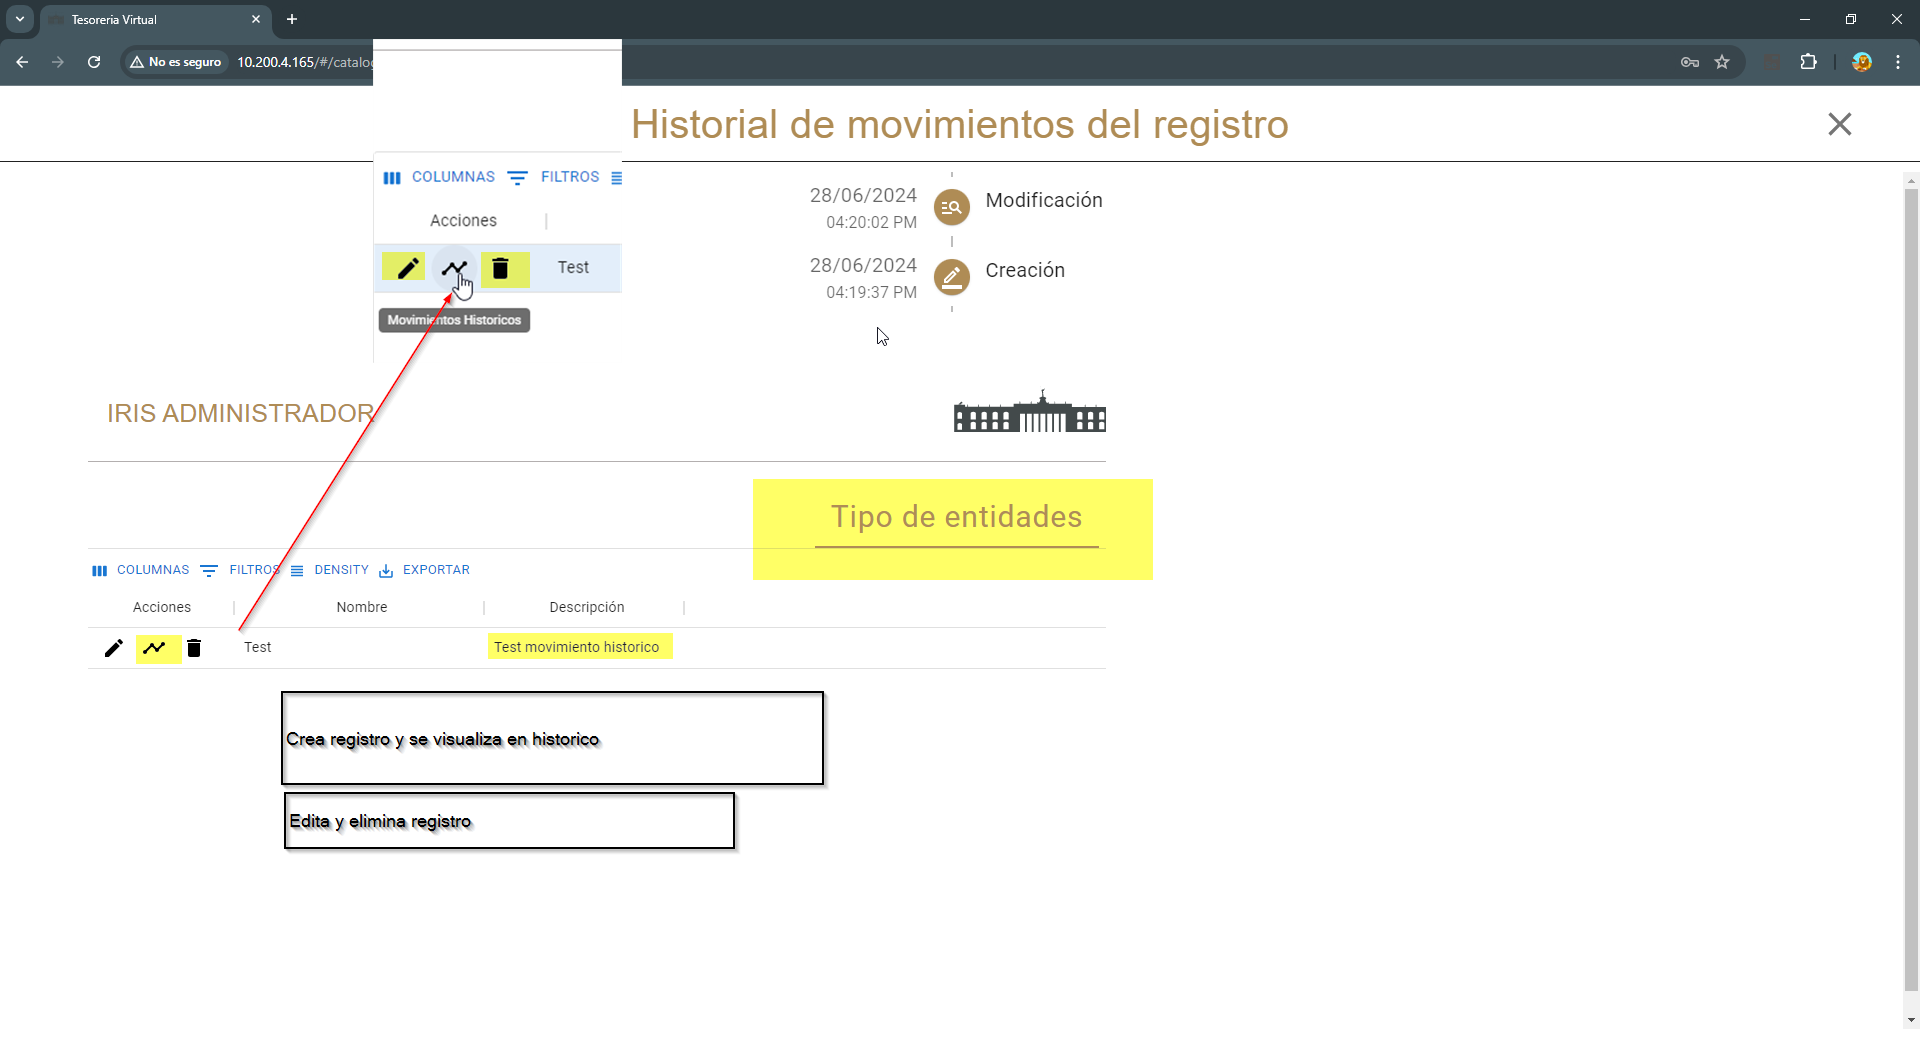 Tesoreria Virtual
No es seguro
10.200.4.165/#/catalog
Historial de movimientos del registro
COLUMNAS FILTROS
Acciones
Test
Movimientos Historicos
28/06/2024
04:20:02 PM
Modificación
28/06/2024
04:19:37 PM
Creación
IRIS ADMINISTRADOR
Tipo de entidades
COLUMNAS FILTROS DENSITY EXPORTAR
Acciones Nombre Descripción
Test Test movimiento historico
Crea registro y se visualiza en historico
Edita y elimina registro